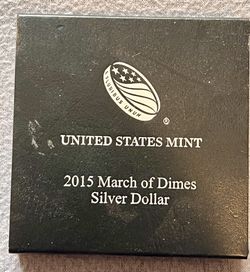 E PLURIBUS UNUM
®
UNITED STATES MINT
2015 March of Dimes
Silver Dollar